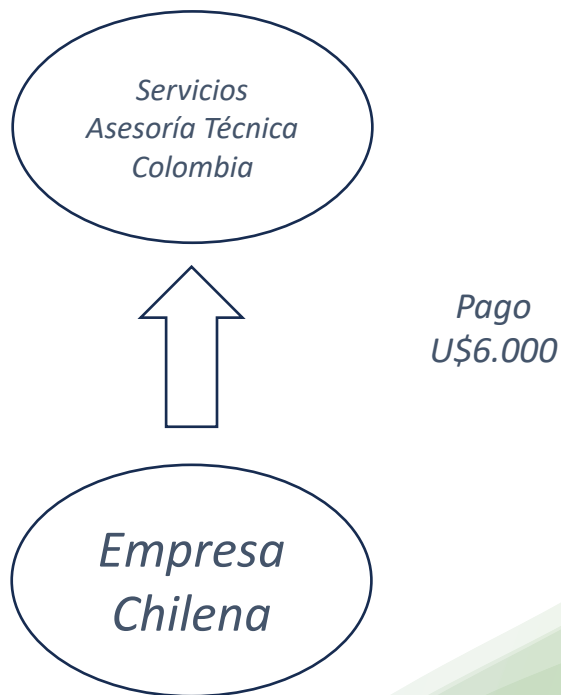 Servicios
Asesoría Técnica
Colombia
Pago
U$6.000
Empresa
Chilena